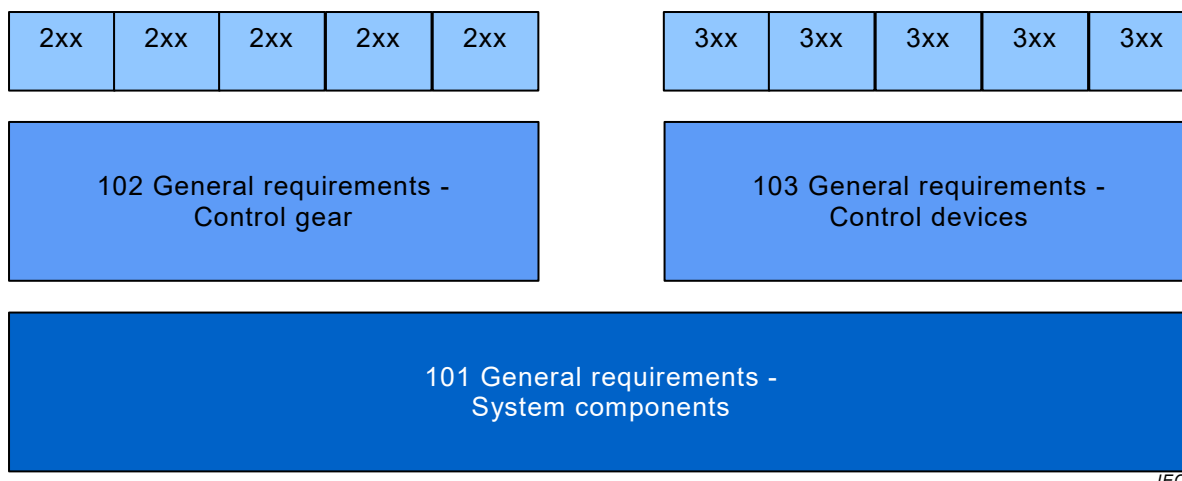 2xx 2xx 2xx 2xx 2xx 3xx 3xx 3xx 3xx 3xx
102 General requirements -
Control gear
103 General requirements -
Control devices
101 General requirements -
System components
IEC